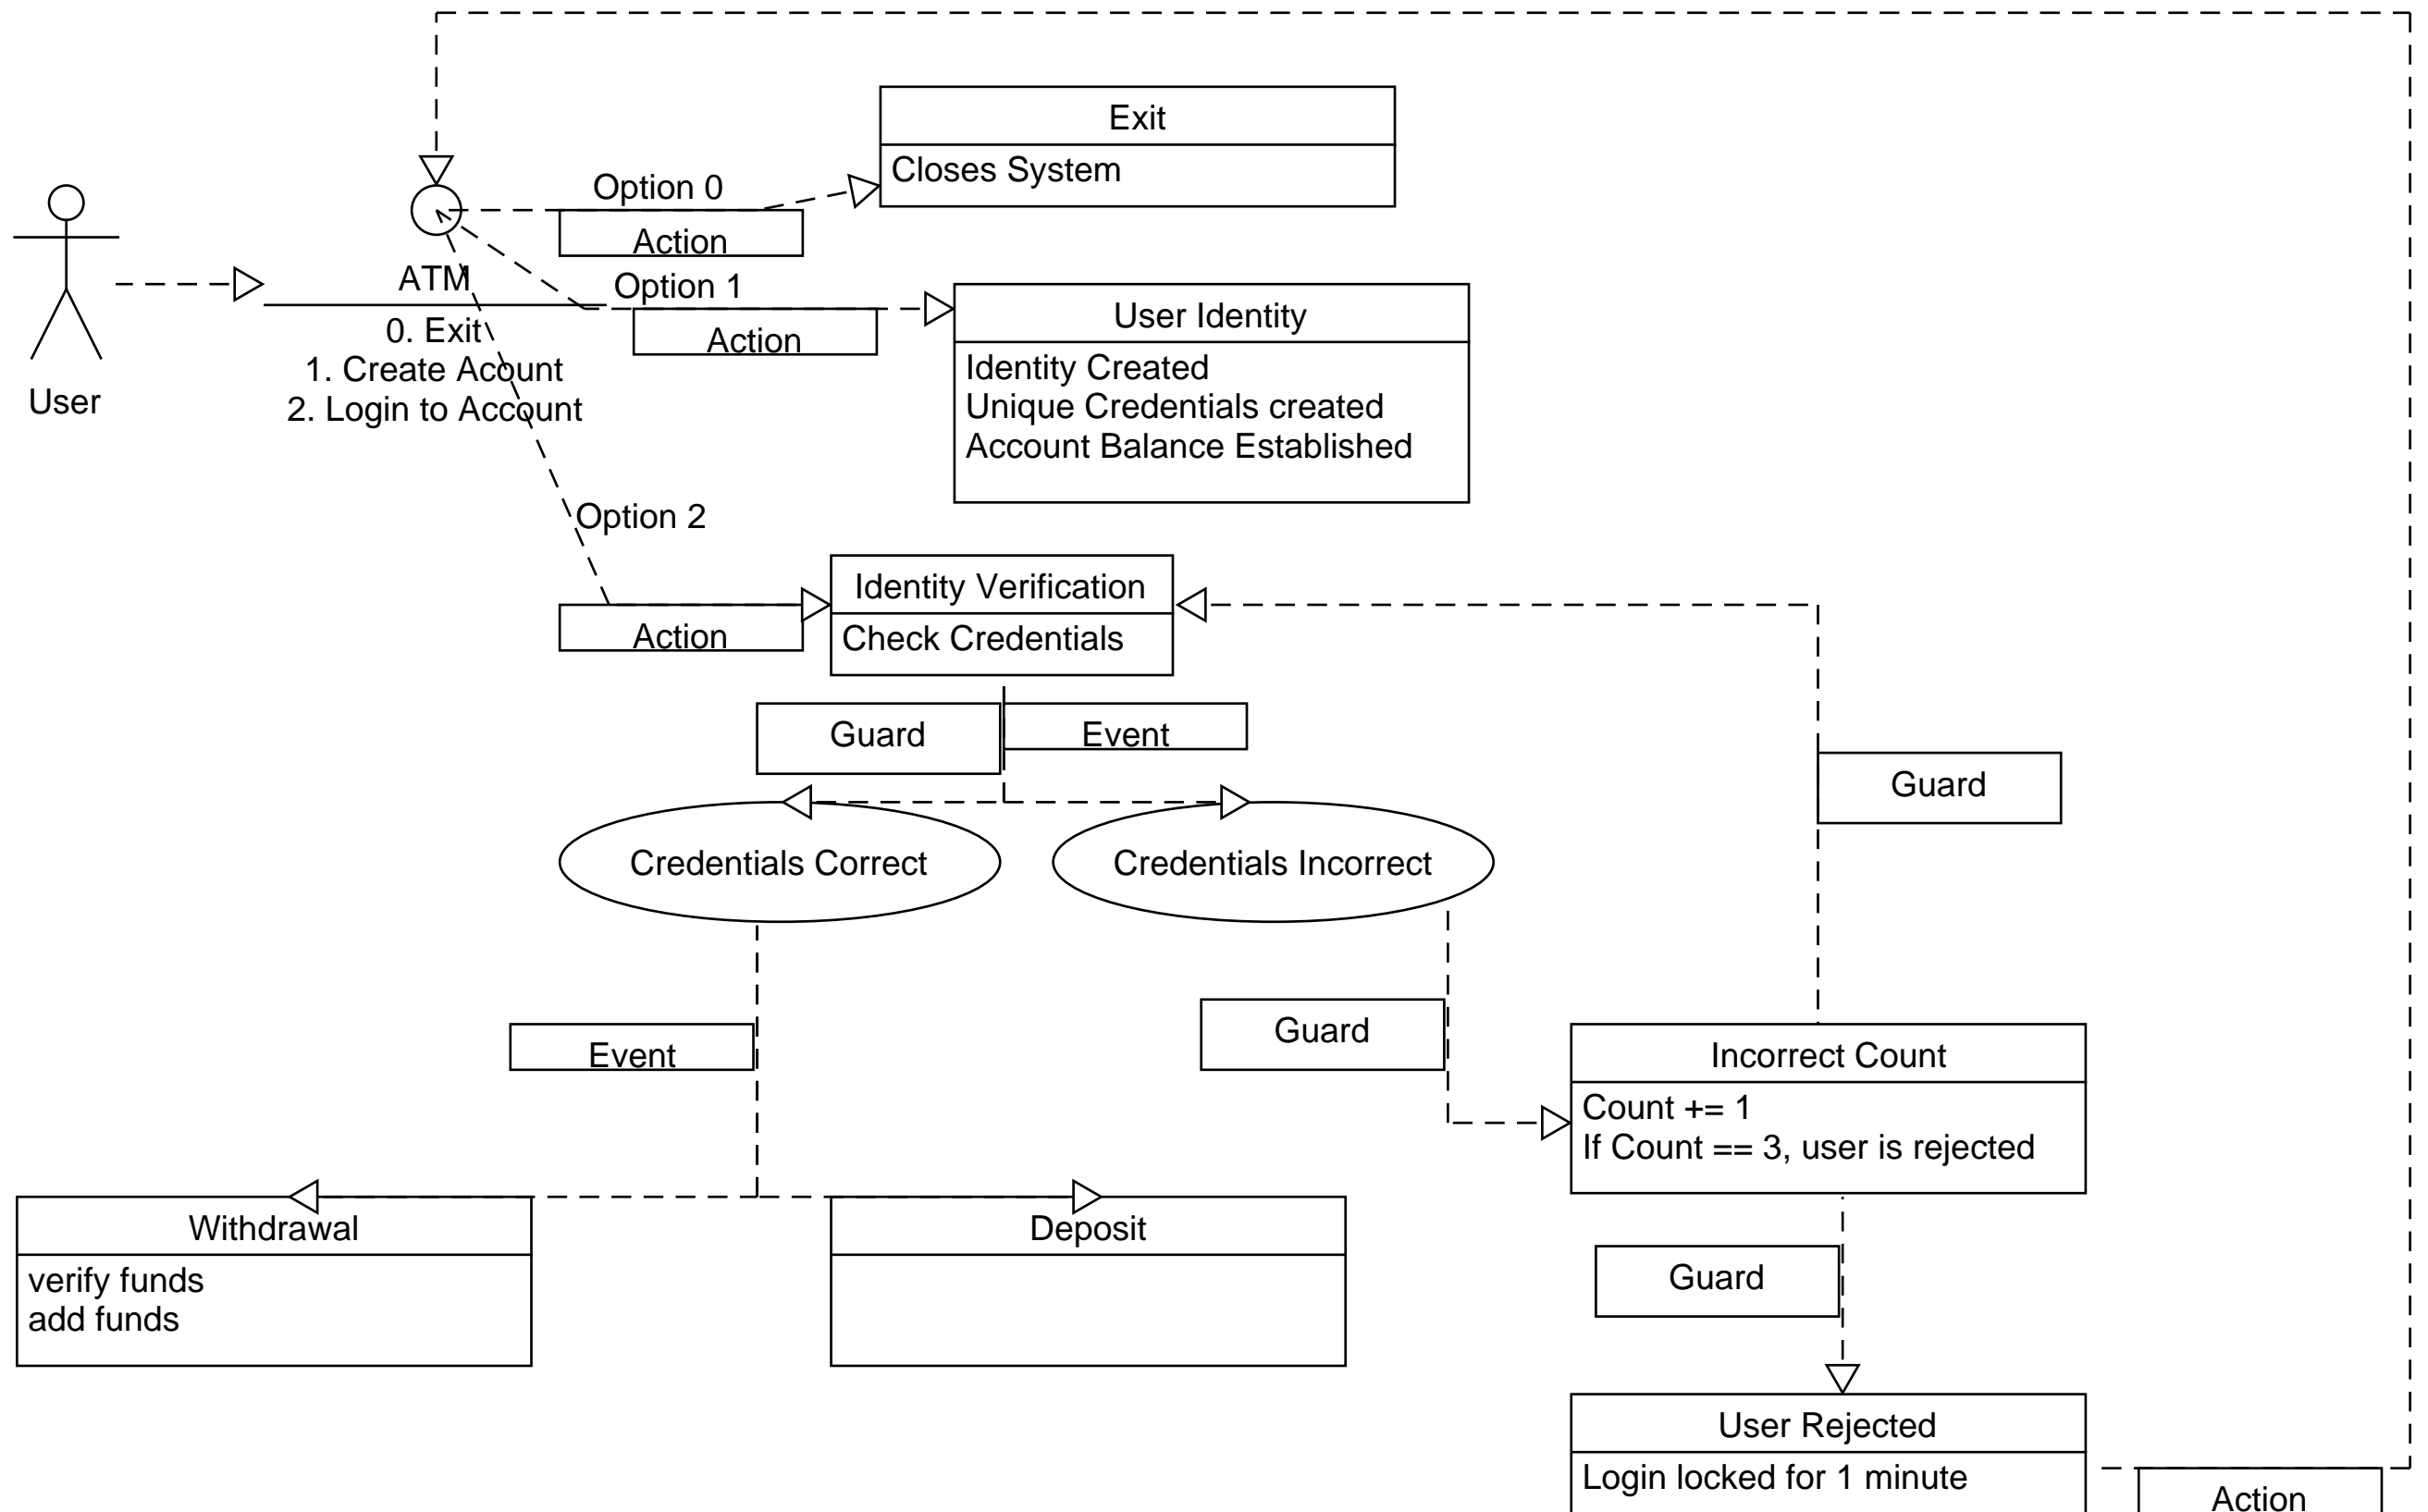 Exit
Closes System
Option 0
Action
ATM
0. Exit
1. Create Acount
2. Login to Account
User
Option 1
Action
User Identity
Identity Created
Unique Credentials created
Account Balance Established
Option 2
Action
Identity Verification
Check Credentials
Guard
Event
Guard
Credentials Correct
Credentials Incorrect
Event
Guard
Incorrect Count
Count += 1
If Count == 3, user is rejected
Withdrawal
verify funds
add funds
Deposit
Guard
User Rejected
Login locked for 1 minute
Action